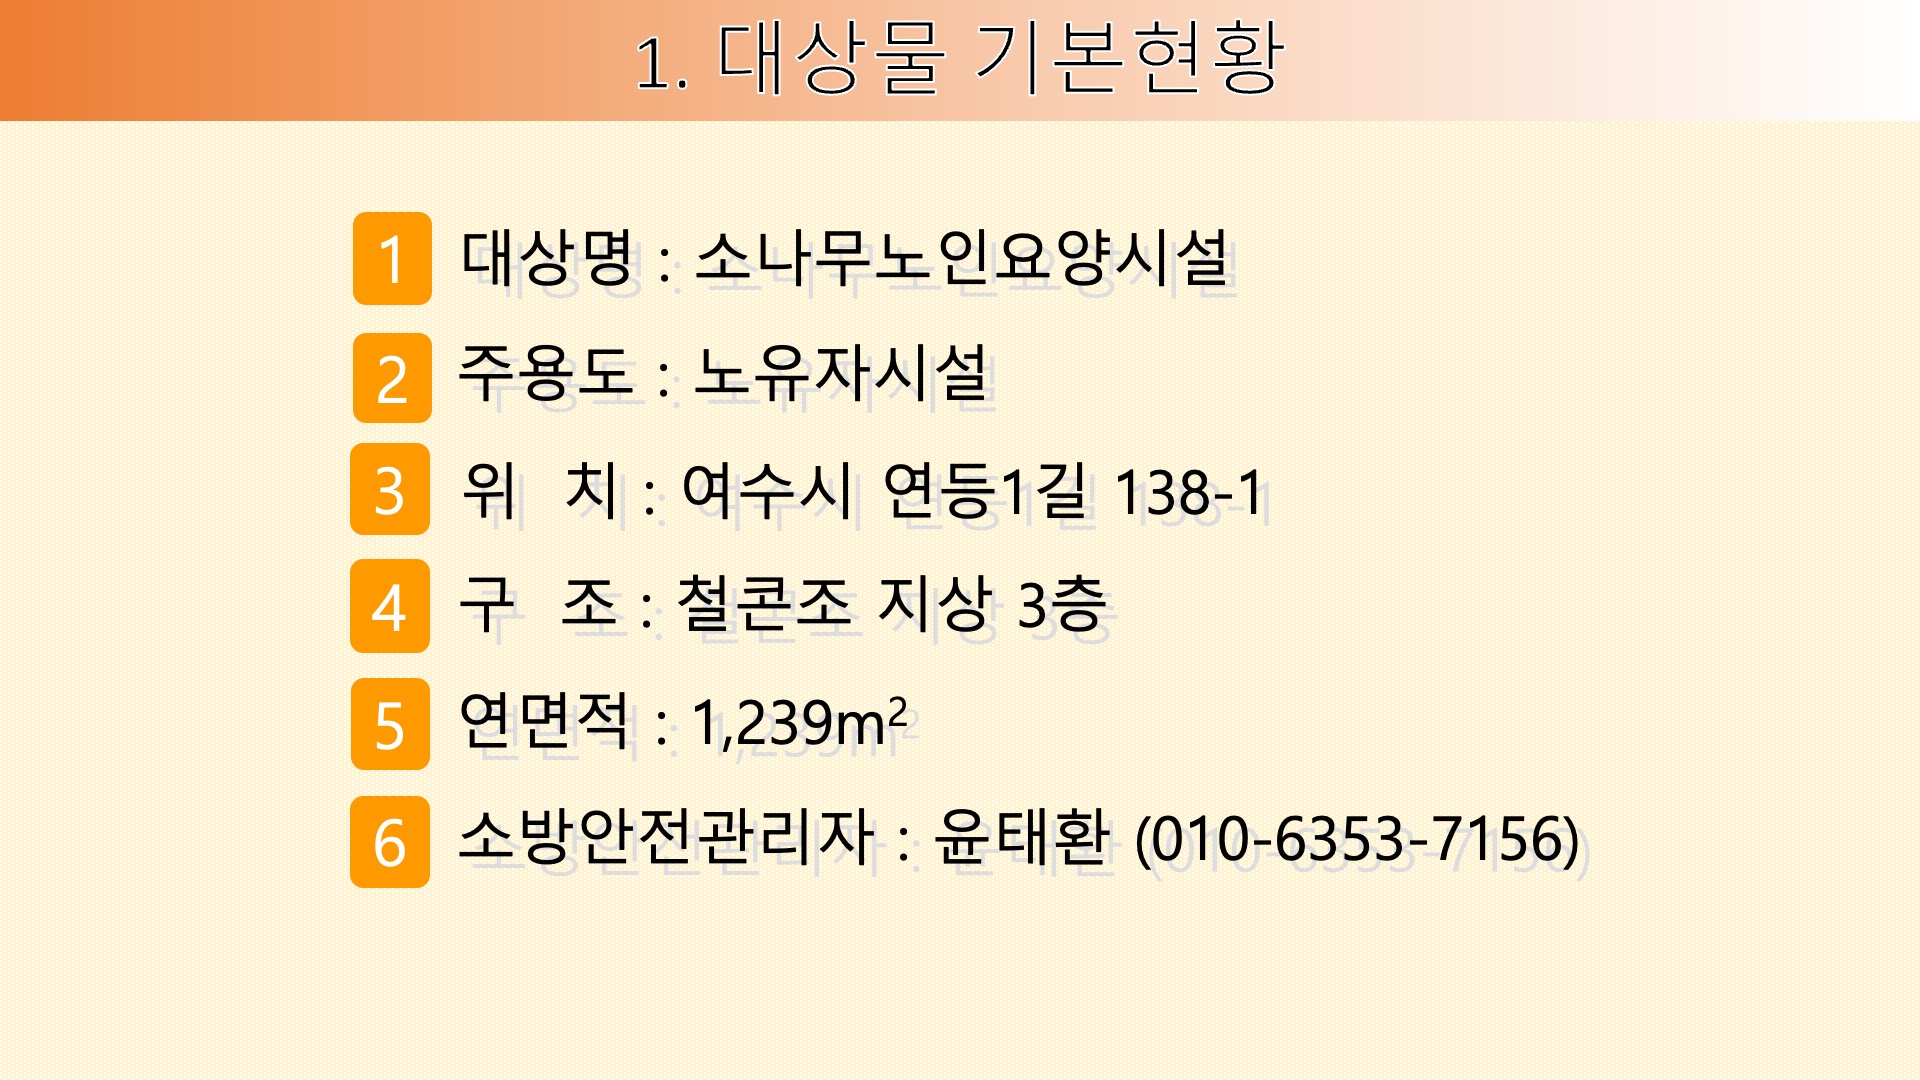 1. 대상물 기본현황
1 대상명 : 소나무노인요양시설
2 주용도 : 노유자시설
3 위 치 : 여수시 연등1길 138-1
4 구 조 : 철콘조 지상 3층
5 연면적 : 1,239m²
6 소방안전관리자 : 윤태환 (010-6353-7156)